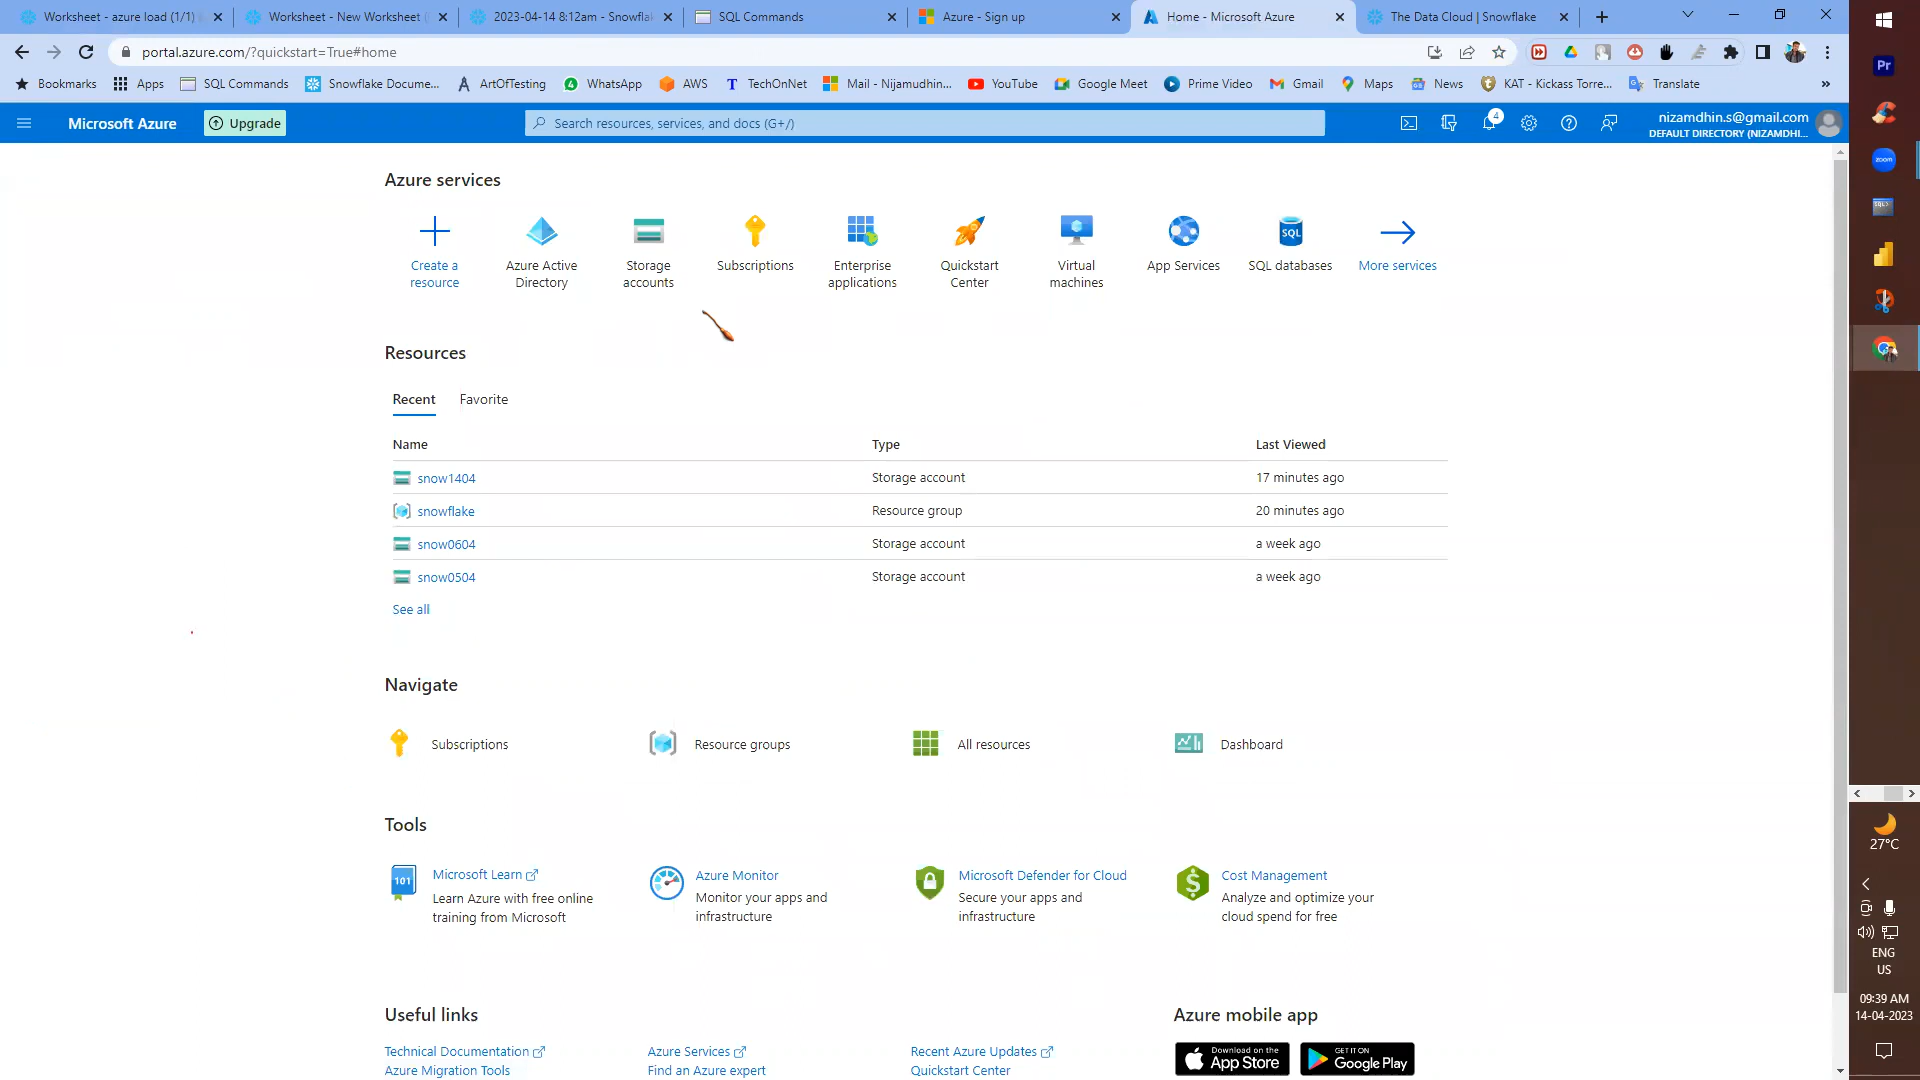 Worksheet - azure load (1/1)
Worksheet - New Worksheet (
2023-04-14 8:12am - Snowfla
SQL Commands
Azure - Sign up
Home - Microsoft Azure
The Data Cloud | Snowflake
portal.azure.com/?quickstart=True#home
Bookmarks
Apps
SQL Commands
Snowflake Docume...
ArtOfTesting
WhatsApp
AWS
TechOnNet
Mail - Nijamudhin...
YouTube
Google Meet
Prime Video
Gmail
Maps
News
KAT - Kickass Torre...
Translate
»
Microsoft Azure
Upgrade
Search resources, services, and docs (G+/)
4
nizamdhin.s@gmail.com
DEFAULT DIRECTORY (NIZAMDHI...
Azure services
Create a resource
Azure Active Directory
Storage accounts
Subscriptions
Enterprise applications
Quickstart Center
Virtual machines
App Services
SQL
SQL databases
More services
Resources
Recent
Favorite
Name
Type
Last Viewed
snow1404
Storage account
17 minutes ago
snowflake
Resource group
20 minutes ago
snow0604
Storage account
a week ago
snow0504
Storage account
a week ago
See all
Navigate
Subscriptions
Resource groups
All resources
Dashboard
Tools
101
Microsoft Learn
Learn Azure with free online
training from Microsoft
Azure Monitor
Monitor your apps and
infrastructure
Microsoft Defender for Cloud
Secure your apps and
infrastructure
Cost Management
Analyze and optimize your
cloud spend for free
Useful links
Technical Documentation
Azure Migration Tools
Azure Services
Find an Azure expert
Recent Azure Updates
Quickstart Center
Azure mobile app
Download on the
App Store
GET IT ON
Google Play
Pr
zoom
27°C
ENG
US
09:39 AM
14-04-2023